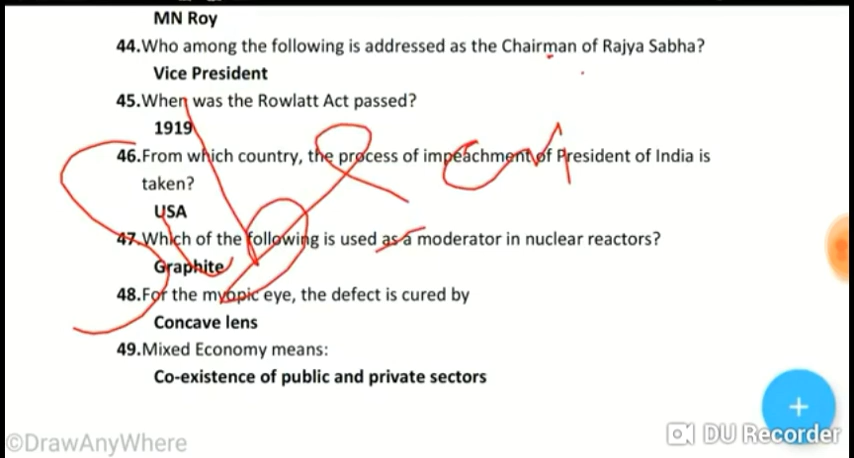 MN Roy
44.Who among the following is addressed as the Chairman of Rajya Sabha?
Vice President
45.When was the Rowlatt Act passed?
1919
46.From which country, the process of impeachment of President of India is
taken?
USA
47.Which of the following is used as a moderator in nuclear reactors?
Graphite
48.For the myopic eye, the defect is cured by
Concave lens
49.Mixed Economy means:
Co-existence of public and private sectors
©DrawAnyWhere
DU Recorder